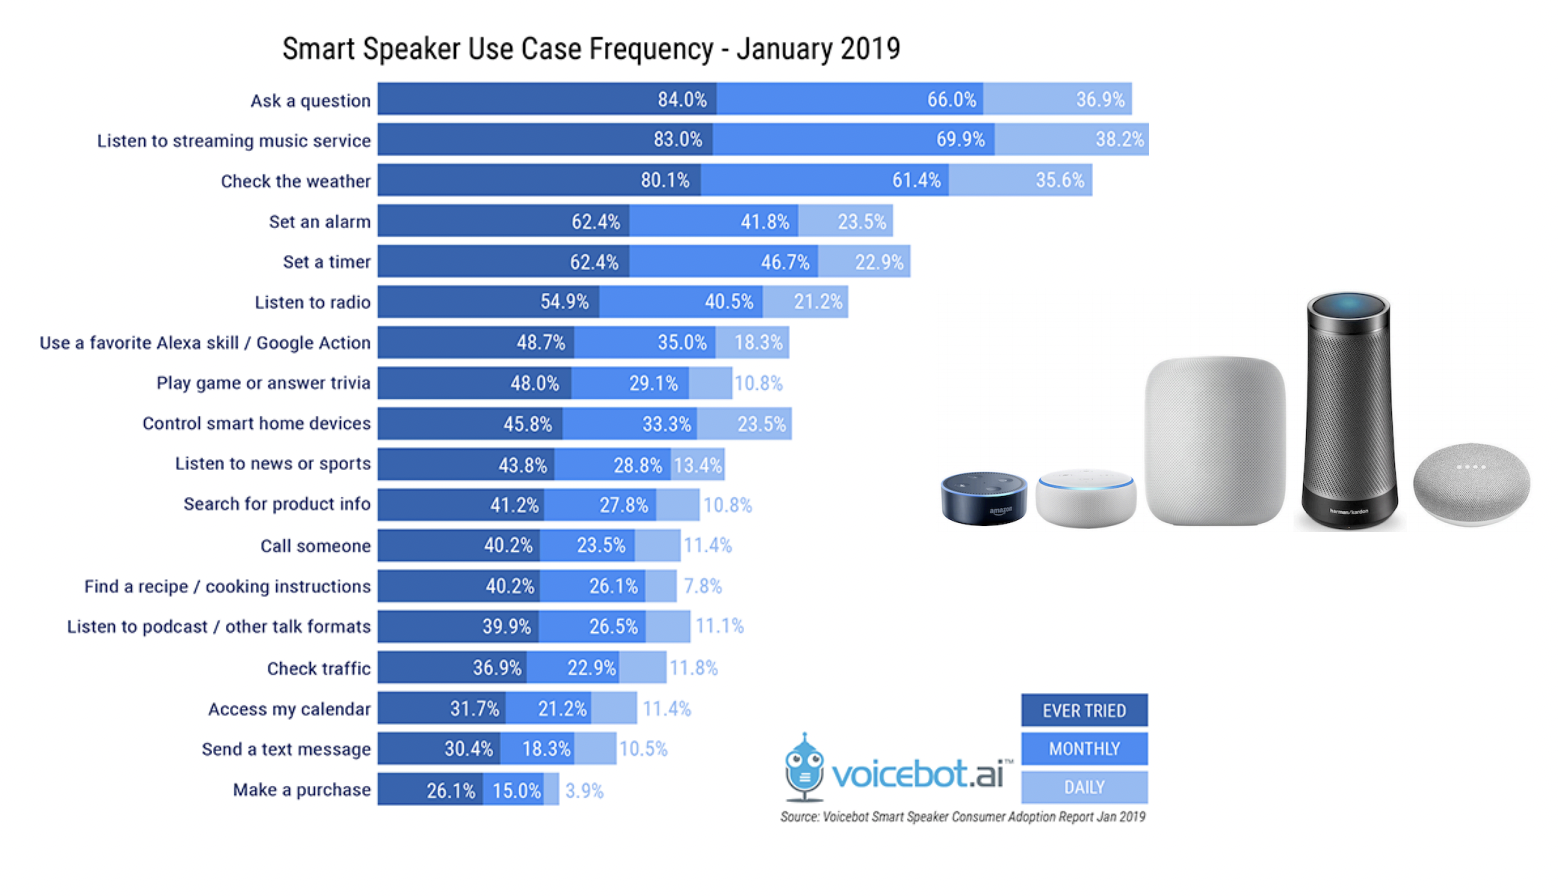 Smart Speaker Use Case Frequency - January 2019
Ask a question 84.0% 66.0% 36.9%
Listen to streaming music service 83.0% 69.9% 38.2%
Check the weather 80.1% 61.4% 35.6%
Set an alarm 62.4% 41.8% 23.5%
Set a timer 62.4% 46.7% 22.9%
Listen to radio 54.9% 40.5% 21.2%
Use a favorite Alexa skill / Google Action 48.7% 35.0% 18.3%
Play game or answer trivia 48.0% 29.1% 10.8%
Control smart home devices 45.8% 33.3% 23.5%
Listen to news or sports 43.8% 28.8% 13.4%
Search for product info 41.2% 27.8% 10.8%
Call someone 40.2% 23.5% 11.4%
Find a recipe / cooking instructions 40.2% 26.1% 7.8%
Listen to podcast / other talk formats 39.9% 26.5% 11.1%
Check traffic 36.9% 22.9% 11.8%
Access my calendar 31.7% 21.2% 11.4%
Send a text message 30.4% 18.3% 10.5%
Make a purchase 26.1% 15.0% 3.9%
amazon
harman/kardon
EVER TRIED
MONTHLY
DAILY
voicebot.ai™
Source: Voicebot Smart Speaker Consumer Adoption Report Jan 2019